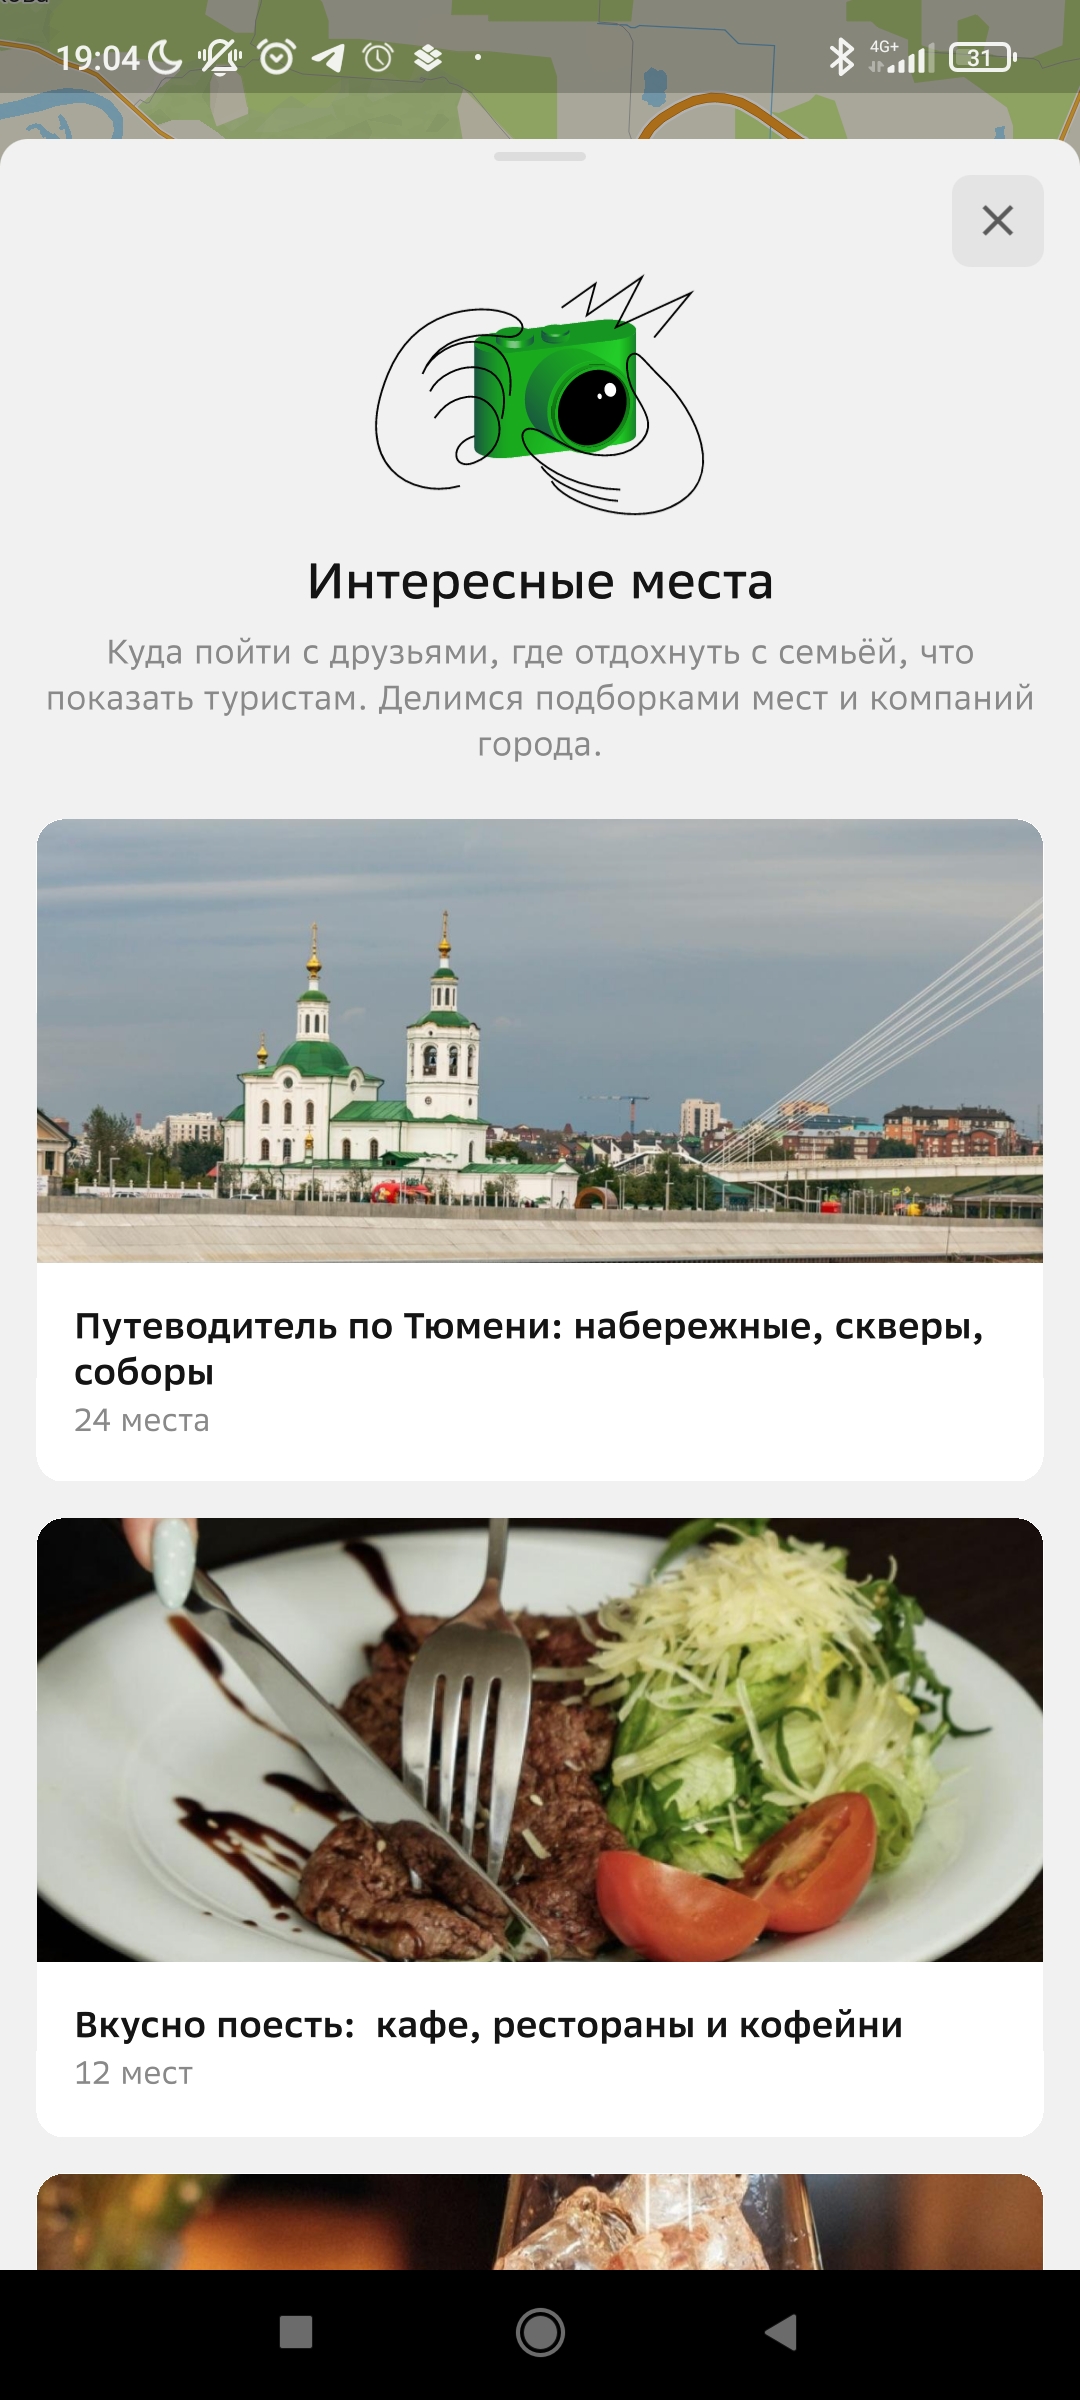 19:04
4G+
31
Интересные места
Куда пойти с друзьями, где отдохнуть с семьёй, что
показать туристам. Делимся подборками мест и компаний
города.
Путеводитель по Тюмени: набережные, скверы,
соборы
24 места
Вкусно поесть:  кафе, рестораны и кофейни
12 мест